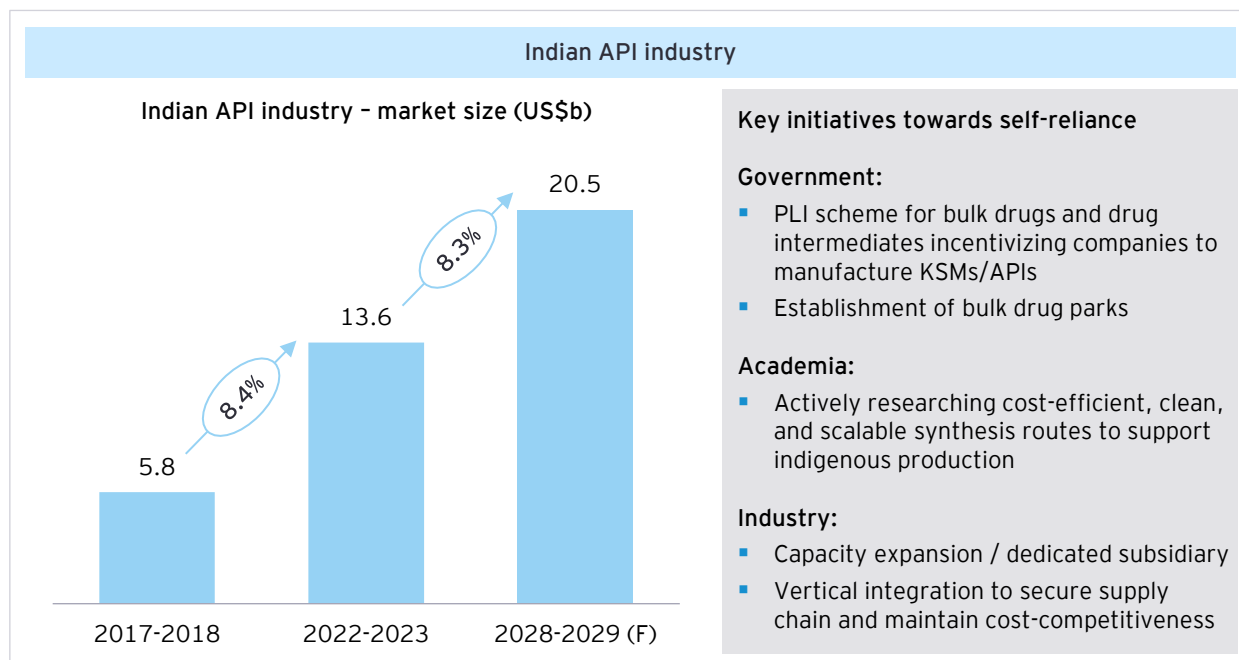 Indian API industry
Indian API industry – market size (US$b)
20.5
8.3%
13.6
8.4%
5.8
2017-2018
2022-2023
2028-2029 (F)
Key initiatives towards self-reliance
Government:
▪ PLI scheme for bulk drugs and drug
intermediates incentivizing companies to
manufacture KSMs/APIs
▪ Establishment of bulk drug parks
Academia:
▪ Actively researching cost-efficient, clean,
and scalable synthesis routes to support
indigenous production
Industry:
▪ Capacity expansion / dedicated subsidiary
▪ Vertical integration to secure supply
chain and maintain cost-competitiveness